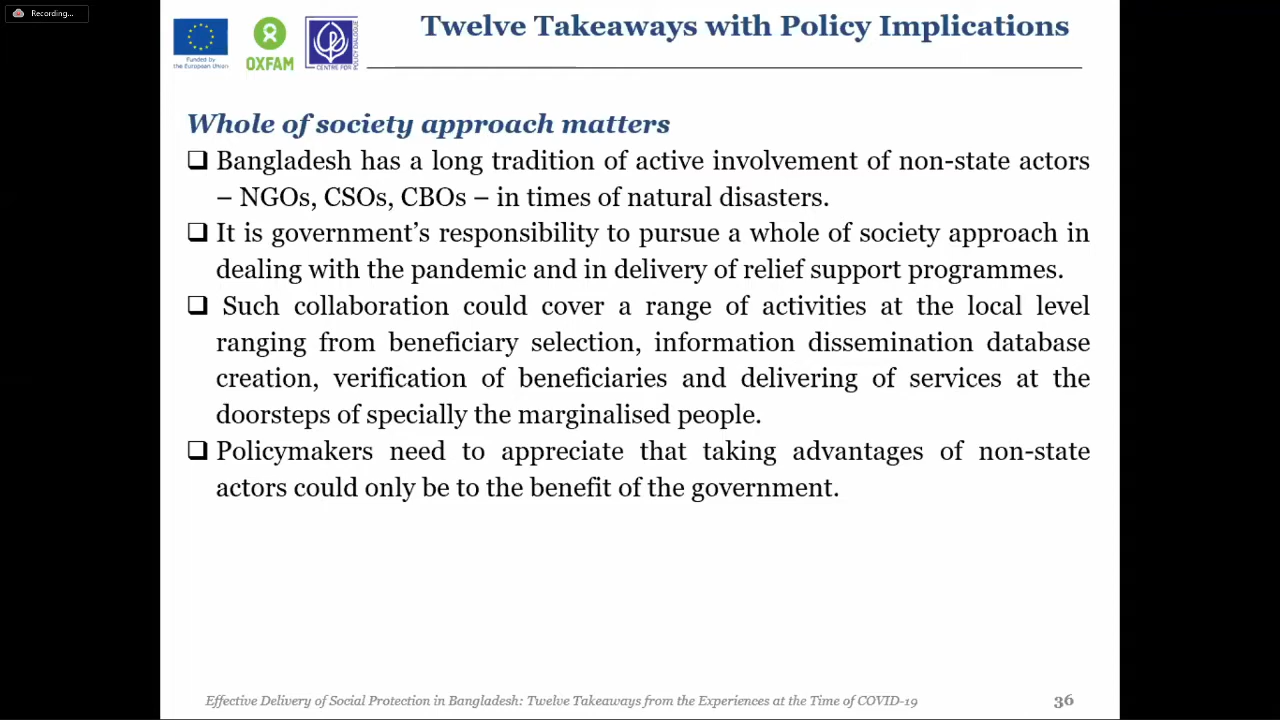 Recording...
Funded by
the European Union
OXFAM
CENTRE FOR
POLICY DIALOGUE
Twelve Takeaways with Policy Implications
Whole of society approach matters
Bangladesh has a long tradition of active involvement of non-state actors
– NGOs, CSOs, CBOs – in times of natural disasters.
It is government's responsibility to pursue a whole of society approach in
dealing with the pandemic and in delivery of relief support programmes.
Such collaboration could cover a range of activities at the local level
ranging from beneficiary selection, information dissemination database
creation, verification of beneficiaries and delivering of services at the
doorsteps of specially the marginalised people.
Policymakers need to appreciate that taking advantages of non-state
actors could only be to the benefit of the government.
Effective Delivery of Social Protection in Bangladesh: Twelve Takeaways from the Experiences at the Time of COVID-19
36